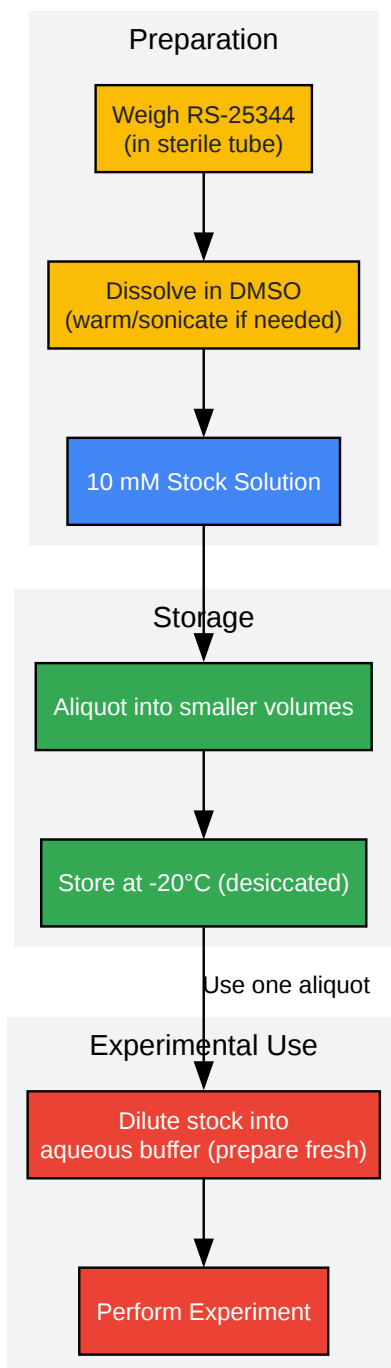 Preparation
Weigh RS-25344
(in sterile tube)
Dissolve in DMSO
(warm/sonicate if needed)
10 mM Stock Solution
Storage
Aliquot into smaller volumes
Store at -20°C (desiccated)
Use one aliquot
Experimental Use
Dilute stock into
aqueous buffer (prepare fresh)
Perform Experiment